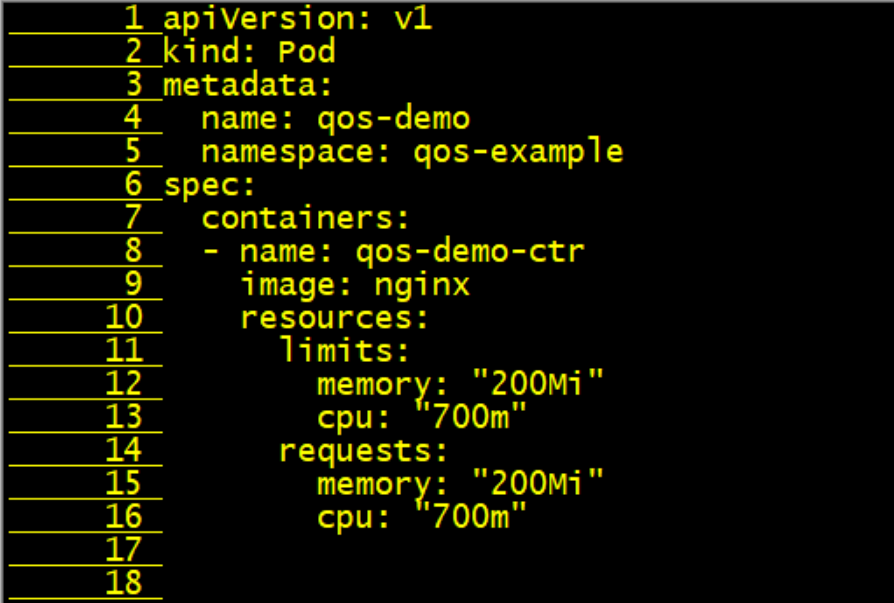 1 apiVersion: v1
2 kind: Pod
3 metadata:
4   name: qos-demo
5   namespace: qos-example
6 spec:
7   containers:
8   - name: qos-demo-ctr
9     image: nginx
10     resources:
11       limits:
12         memory: "200Mi"
13         cpu: "700m"
14       requests:
15         memory: "200Mi"
16         cpu: "700m"
17
18